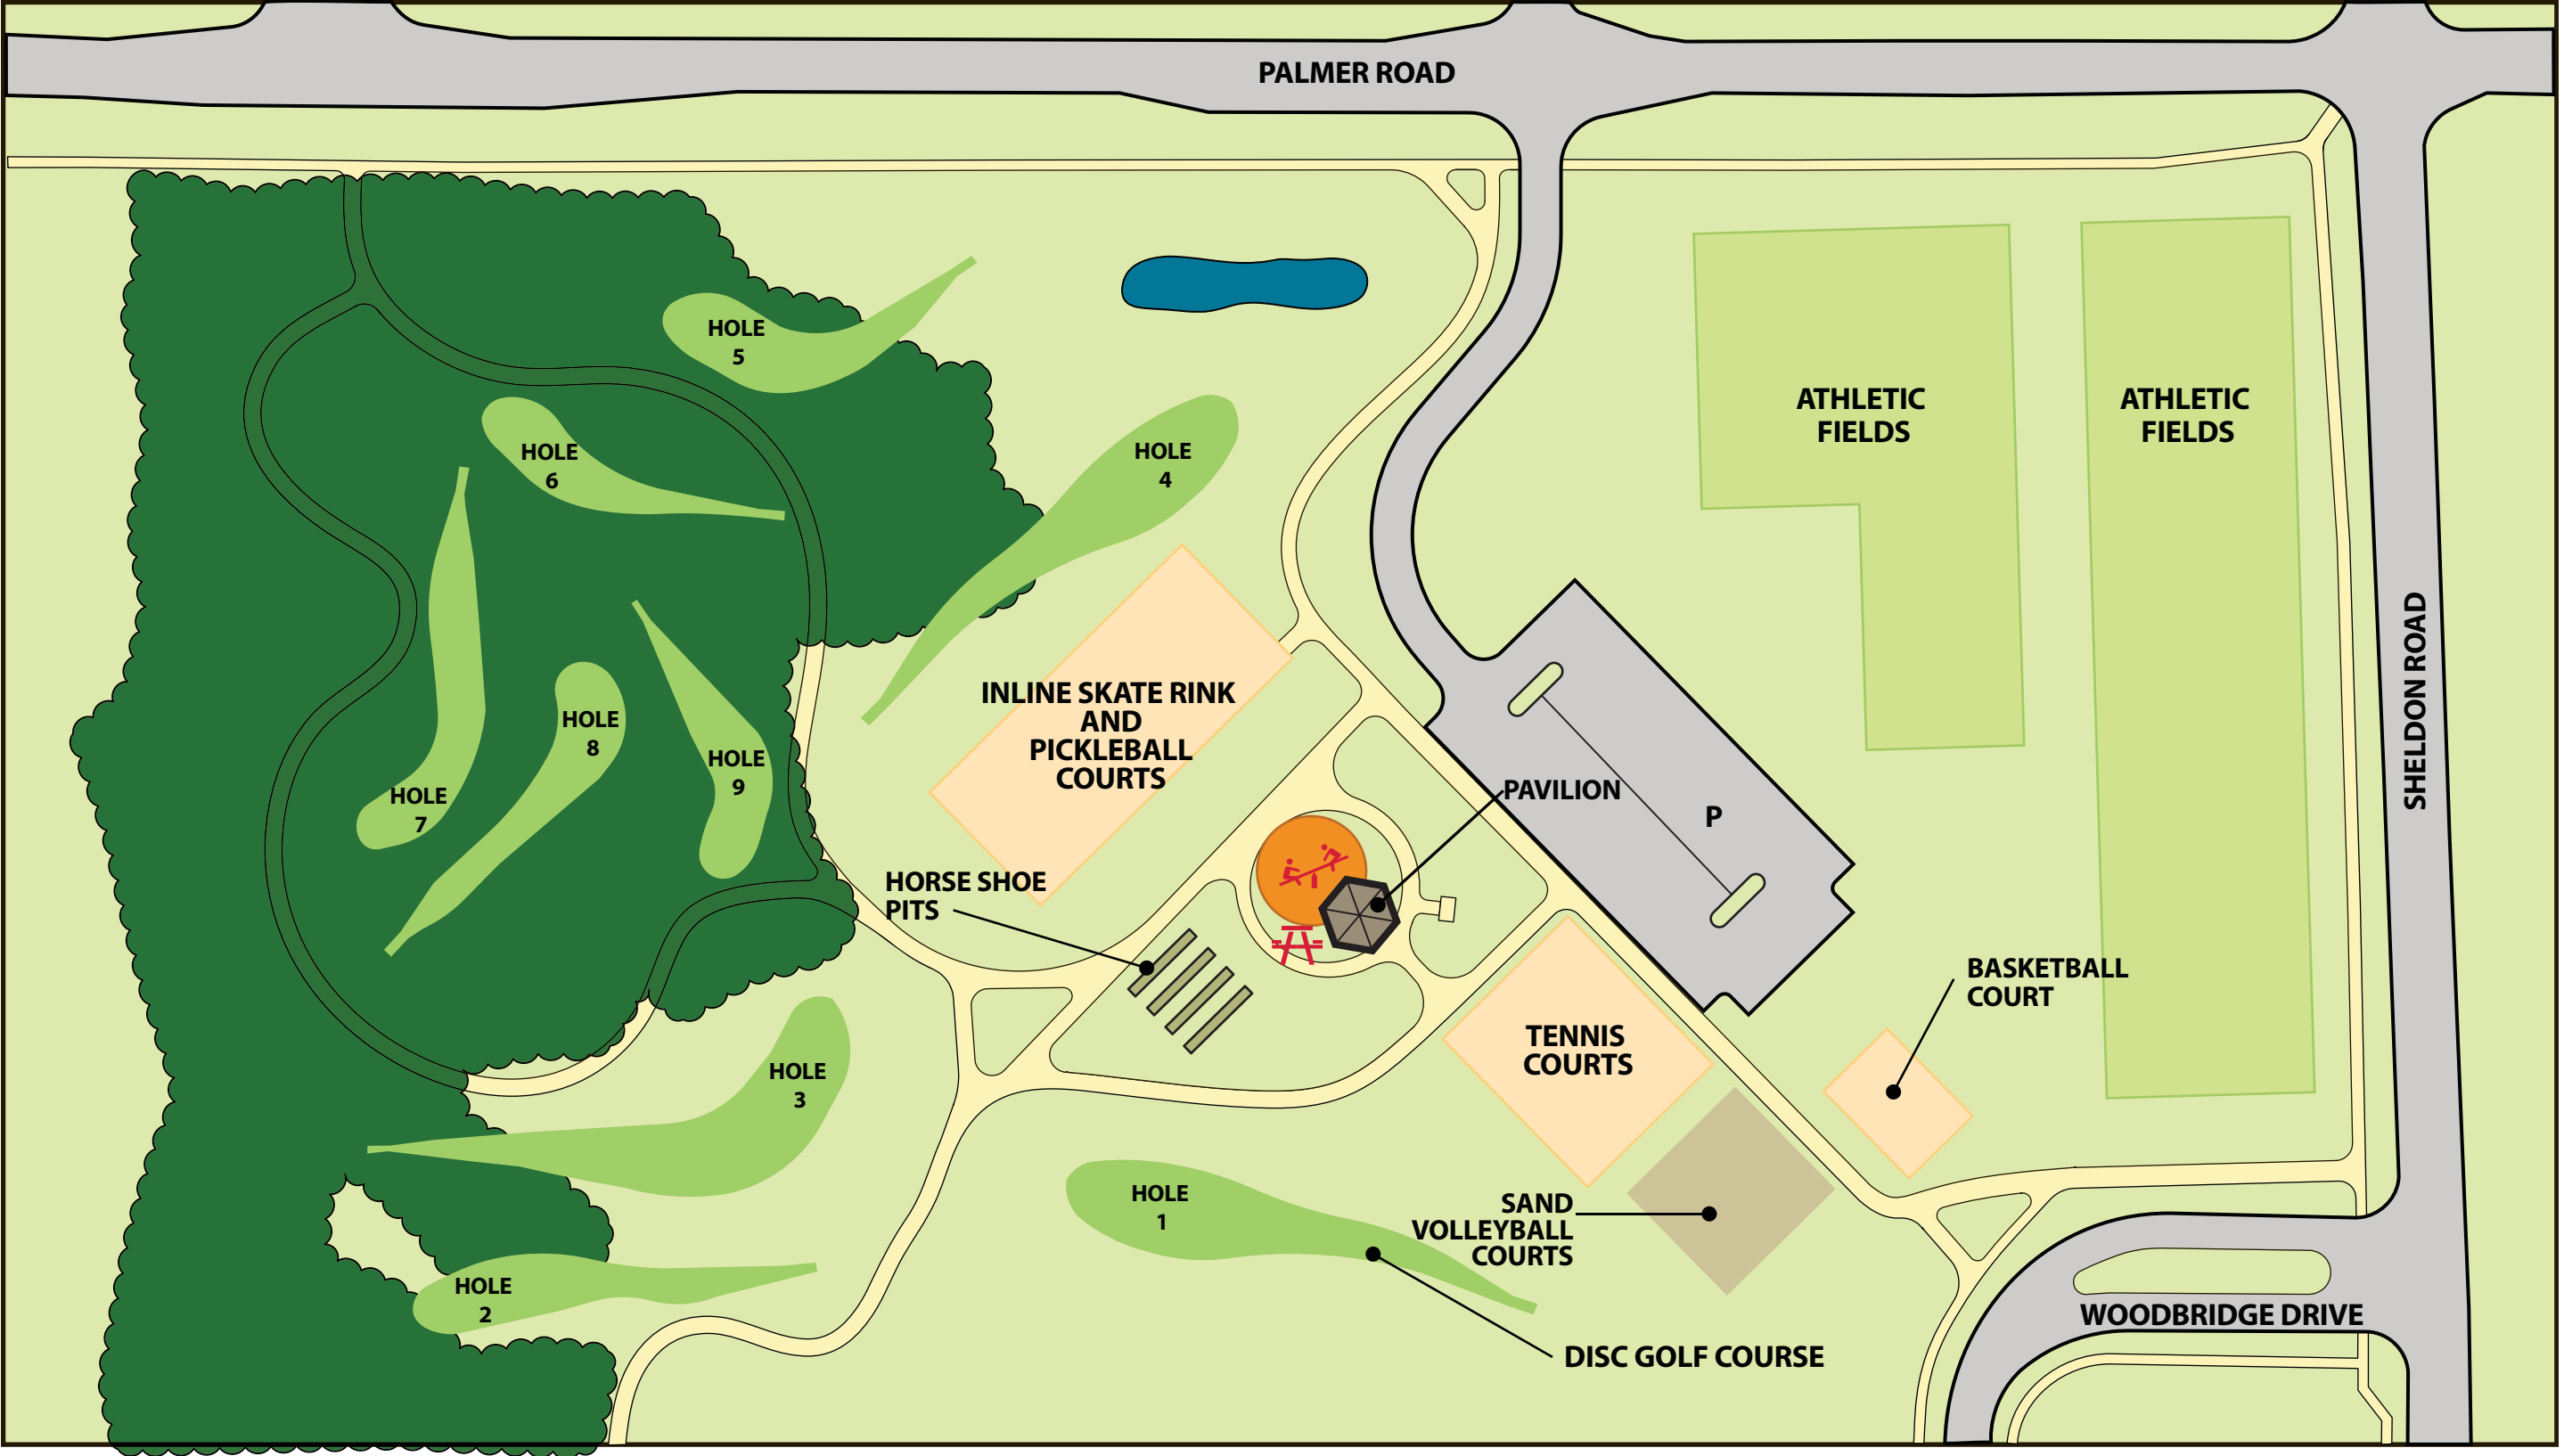 PALMER ROAD
HOLE
5
ATHLETIC
FIELDS
ATHLETIC
FIELDS
HOLE
6
HOLE
4
SHELDON ROAD
INLINE SKATE RINK
AND
PICKLEBALL
COURTS
HOLE
8
HOLE
9
HOLE
7
PAVILION
P
HORSE SHOE
PITS
BASKETBALL
COURT
TENNIS
COURTS
HOLE
3
HOLE
1
SAND
VOLLEYBALL
COURTS
HOLE
2
WOODBRIDGE DRIVE
DISC GOLF COURSE